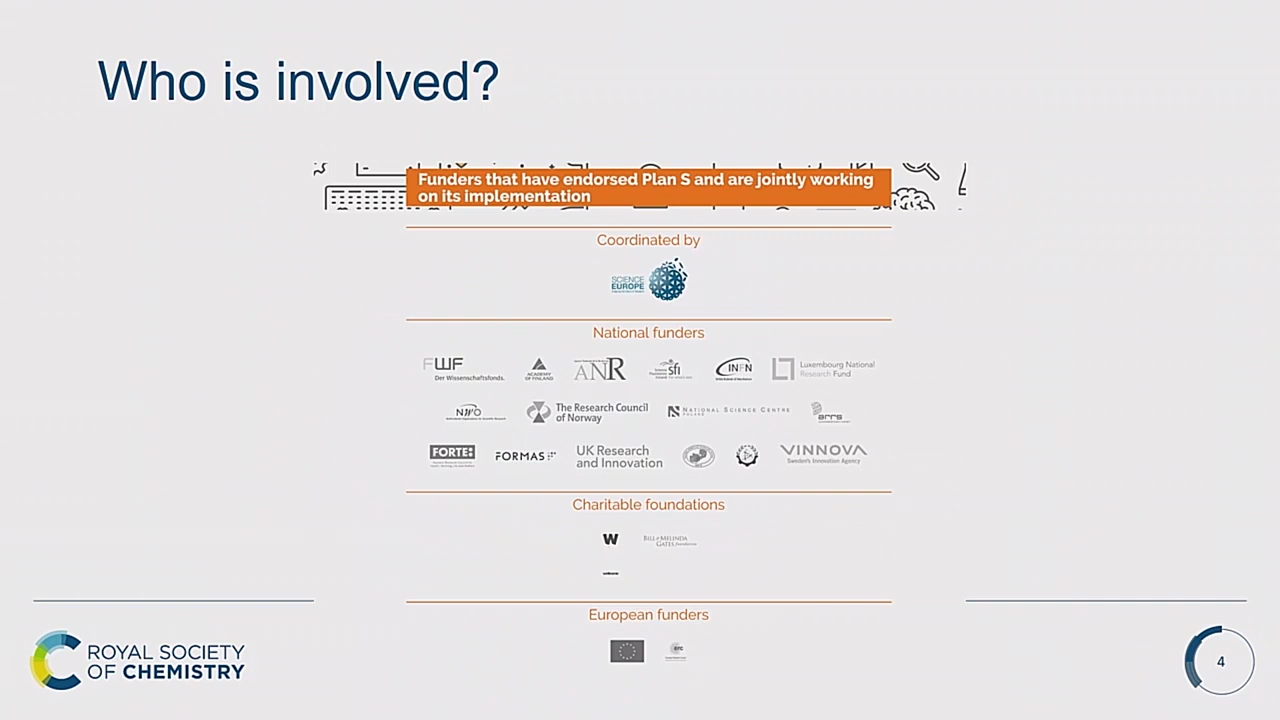 Who is involved?
Funders that have endorsed Plan S and are jointly working
on its implementation
Coordinated by
SCIENCE
EUROPE
National funders
FWF
Der Wissenschaftsfonds.
ACADEMY
OF FINLAND
ANR
sfi
INFN
Luxembourg National
Research Fund
NWO
The Research Council
of Norway
NATIONAL SCIENCE CENTRE
POLAND
arrs
FORTE:
FORMAS
UK Research
and Innovation
VINNOVA
Sweden's Innovation Agency
Charitable foundations
W
BILL & MELINDA
GATES foundation
European funders
erc
ROYAL SOCIETY
OF CHEMISTRY
4